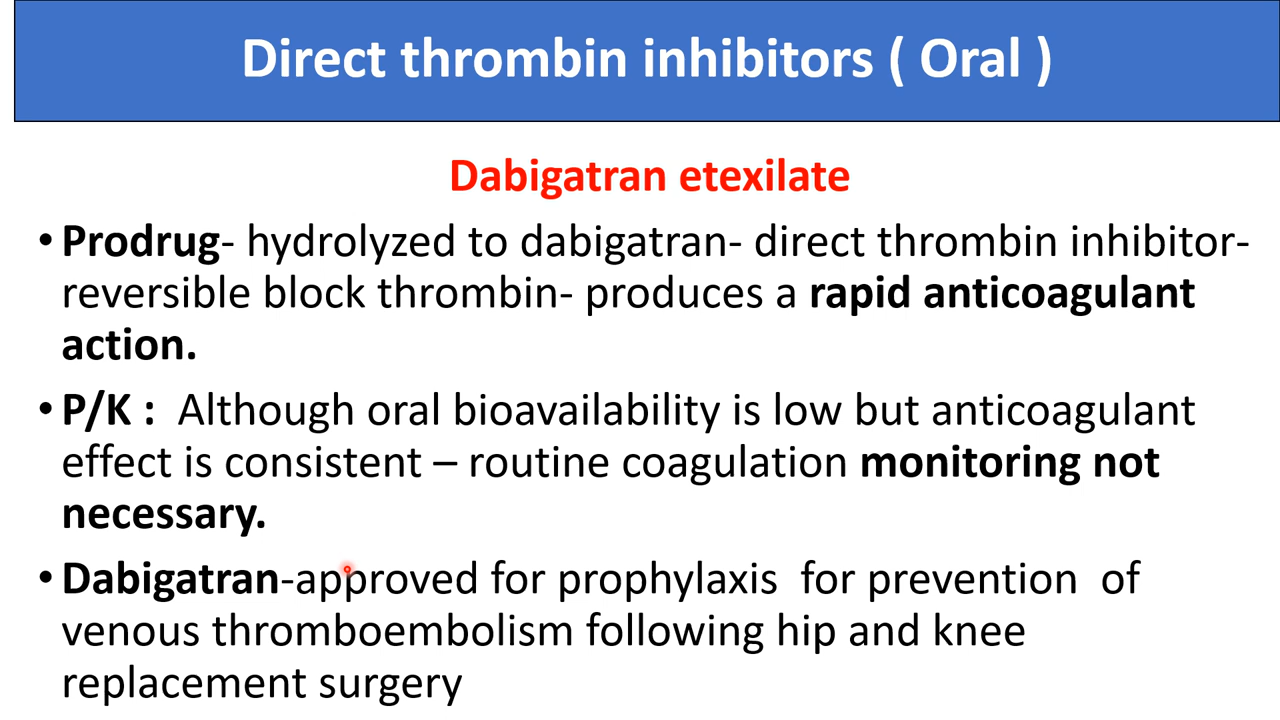 Direct thrombin inhibitors ( Oral )
Dabigatran etexilate
• Prodrug- hydrolyzed to dabigatran- direct thrombin inhibitor-
reversible block thrombin- produces a rapid anticoagulant
action.
• P/K : Although oral bioavailability is low but anticoagulant
effect is consistent – routine coagulation monitoring not
necessary.
• Dabigatran-approved for prophylaxis for prevention of
venous thromboembolism following hip and knee
replacement surgery